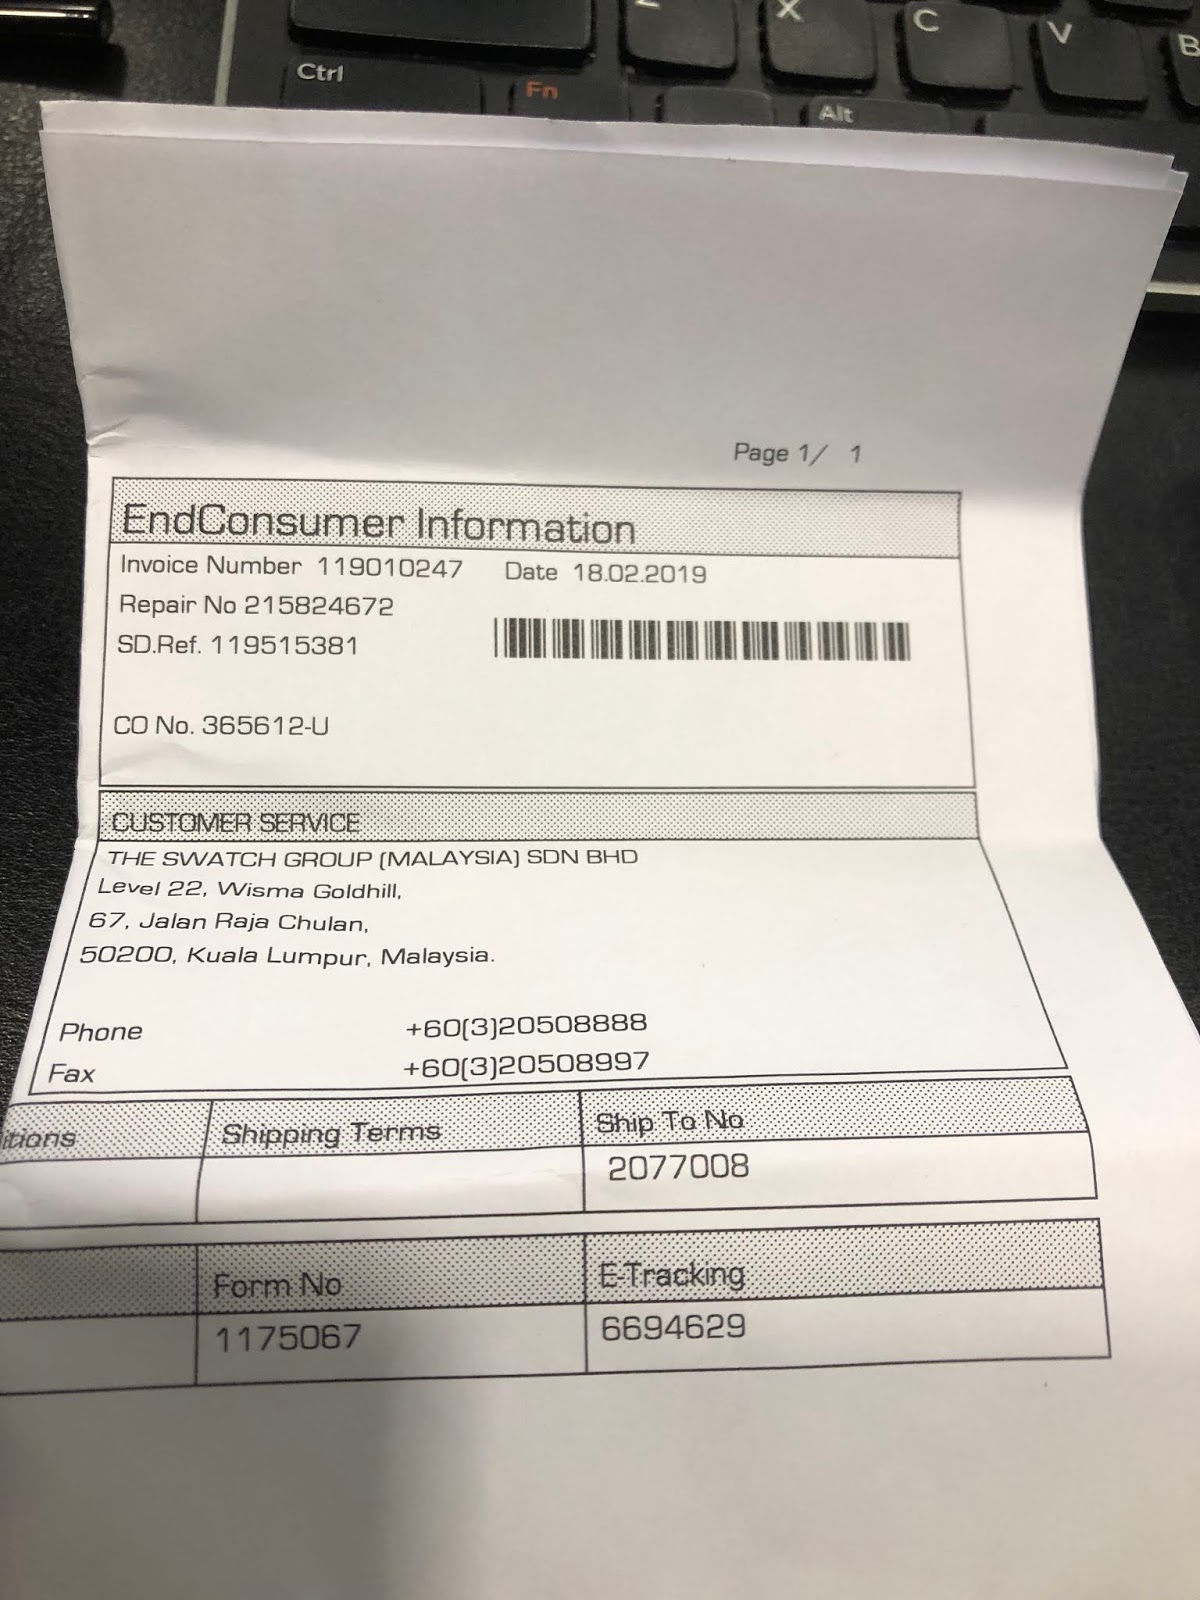 Ctrl
Fn
Alt
X
C
V
B
Page 1/ 1
EndConsumer Information
Invoice Number 119010247 Date 18.02.2019
Repair No 215824672
SD.Ref. 119515381
CO No. 365612-U
CUSTOMER SERVICE
THE SWATCH GROUP (MALAYSIA) SDN BHD
Level 22, Wisma Goldhill,
67, Jalan Raja Chulan,
50200, Kuala Lumpur, Malaysia.
Phone +60(3)20508888
Fax +60(3)20508997
itions Shipping Terms Ship To No
2077008
Form No E-Tracking
1175067 6694629